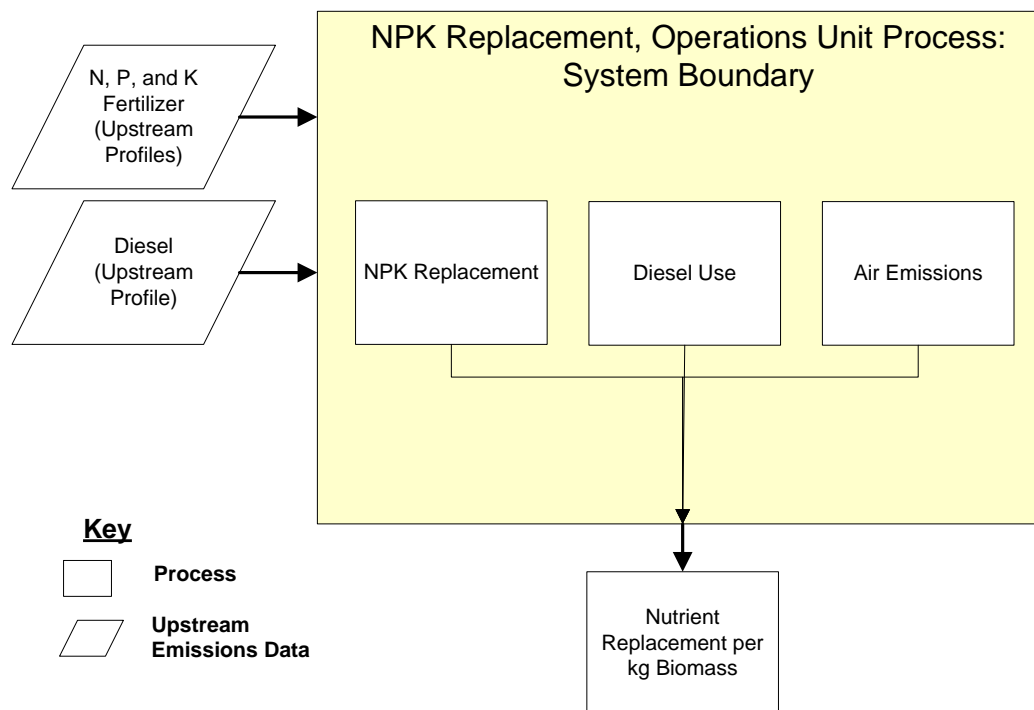 NPK Replacement, Operations Unit Process:
System Boundary
N, P, and K
Fertilizer
(Upstream
Profiles)
Diesel
(Upstream
Profile)
NPK Replacement
Diesel Use
Air Emissions
Key
Process
Upstream
Emissions Data
Nutrient
Replacement per
kg Biomass